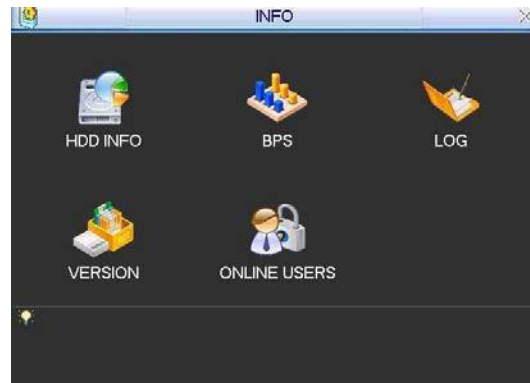 INFO
HDD INFO
BPS
LOG
VERSION
ONLINE USERS